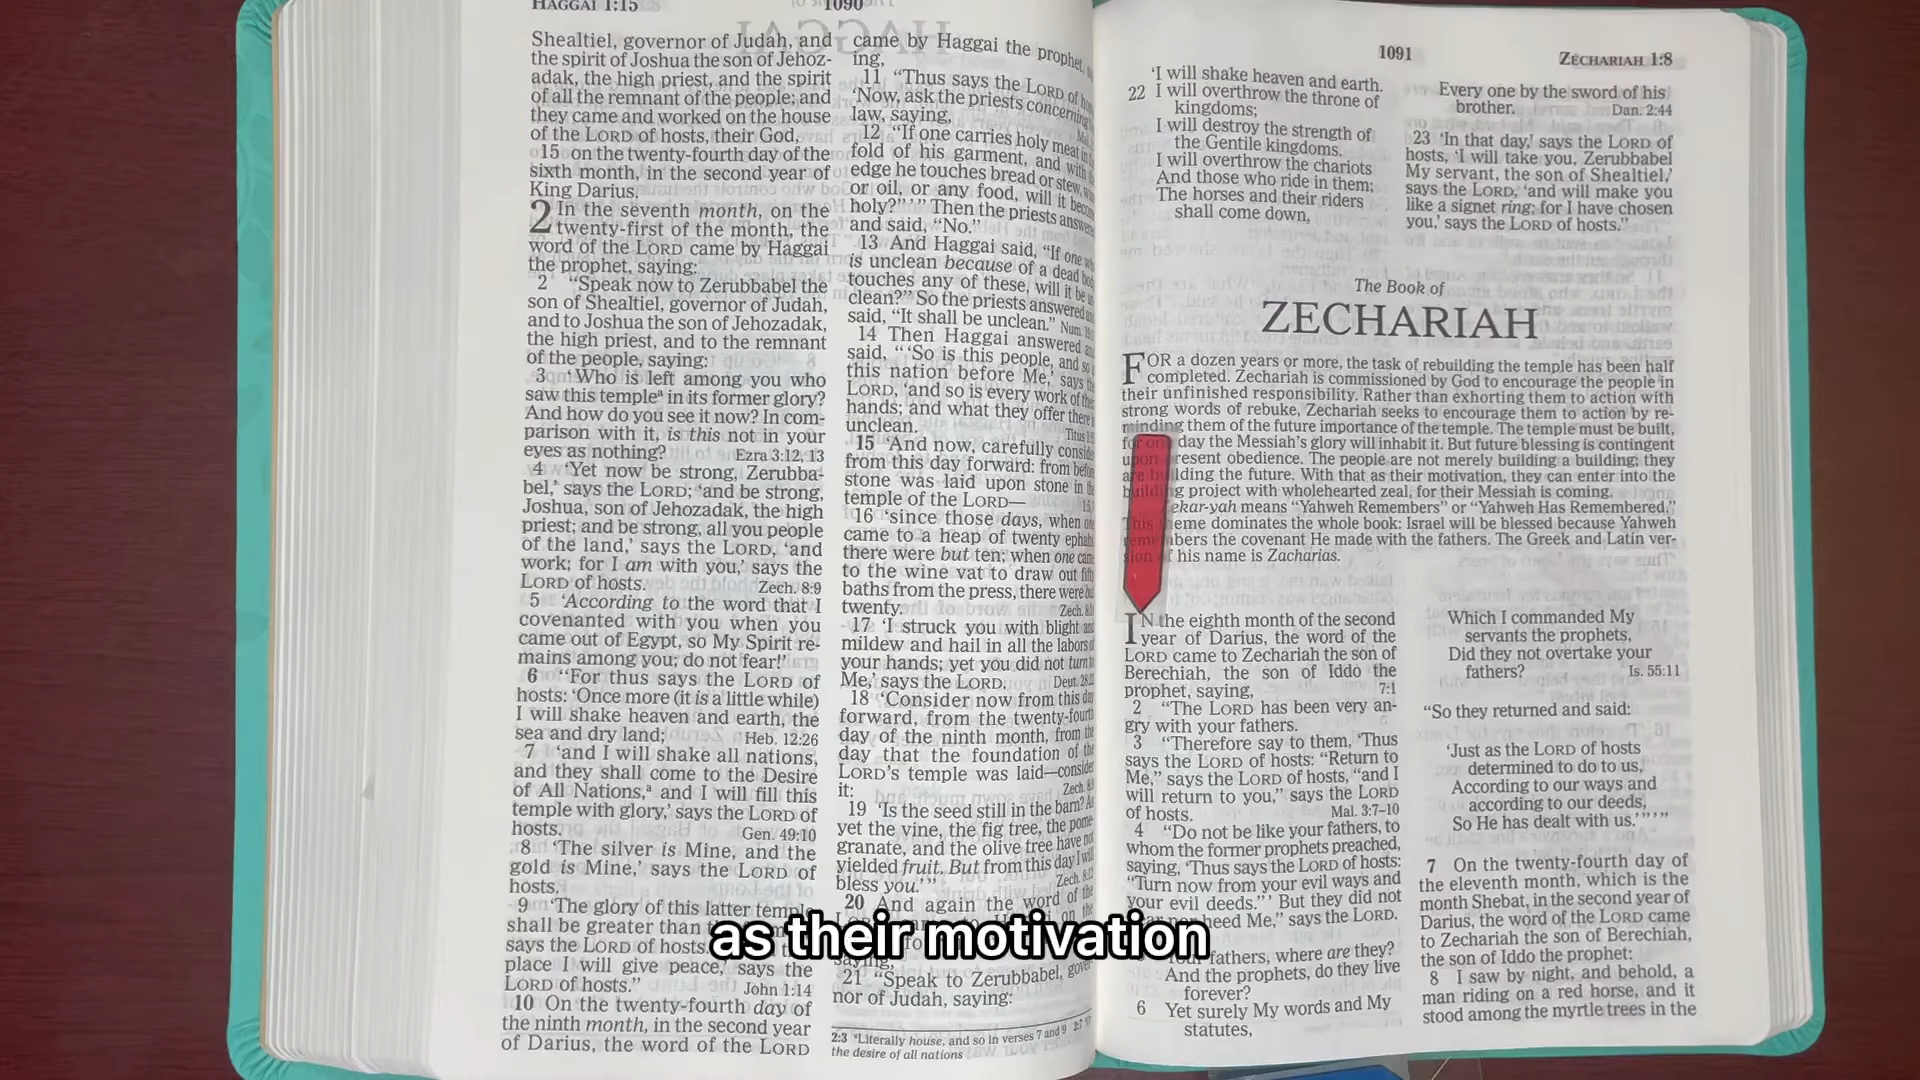 HAGGAI 1:15
1090
Shealtiel, governor of Judah, and
the spirit of Joshua the son of Jehoz-
adak, the high priest, and the spirit
of all the remnant of the people; and
they came and worked on the house
of the LORD of hosts, their God,
15 on the twenty-fourth day of the
sixth month, in the second year of
King Darius,
2 In the seventh month, on the
twenty-first of the month, the
word of the LORD came by Haggai
the prophet, saying:
2 "Speak now to Zerubbabel the
son of Shealtiel, governor of Judah,
and to Joshua the son of Jehozadak,
the high priest, and to the remnant
of the people, saying:
3 'Who is left among you who
saw this templeª in its former glory?
And how do you see it now? In com-
parison with it, is this not in your
eyes as nothing? Ezra 3:12, 13
4 'Yet now be strong, Zerubba-
bel,' says the LORD; 'and be strong,
Joshua, son of Jehozadak, the high
priest; and be strong, all you people
of the land,' says the LORD, 'and
work; for I am with you,' says the
LORD of hosts. Zech. 8:9
5 'According to the word that I
covenanted with you when you
came out of Egypt, so My Spirit re-
mains among you; do not fear!'
6 "For thus says the LORD of
hosts: 'Once more (it is a little while)
I will shake heaven and earth, the
sea and dry land; Heb. 12:26
7 'and I will shake all nations,
and they shall come to the Desire
of All Nations,ª and I will fill this
temple with glory,' says the LORD of
hosts. Gen. 49:10
8 'The silver is Mine, and the
gold is Mine,' says the LORD of
hosts.
9 'The glory of this latter temple
shall be greater than
says the LORD of hosts.
place I will give peace,' says the
LORD of hosts." John 1:14
10 On the twenty-fourth day of
the ninth month, in the second year
of Darius, the word of the LORD
came by Haggai the prophet,
ing,
11 "Thus says the LORD of
'Now, ask the priests concerning
law, saying,
12 "If one carries holy meat in
fold of his garment, and with
edge he touches bread or stew,
or oil, or any food, will it become
holy?"'" Then the priests answered
and said, "No."
13 And Haggai said, "If one
is unclean because of a dead body
touches any of these, will it be
clean?" So the priests answered
said, "It shall be unclean." Num.
14 Then Haggai answered
said, "'So is this people, and so
this nation before Me,' says the
LORD, 'and so is every work of their
hands; and what they offer there
unclean. Titus
15 'And now, carefully consider
from this day forward: from before
stone was laid upon stone in the
temple of the LORD—
16 'since those days, when one
came to a heap of twenty ephahs
there were but ten; when one came
to the wine vat to draw out fifty
baths from the press, there were but
twenty. Zech.
17 'I struck you with blight and
mildew and hail in all the labors of
your hands; yet you did not turn to
Me,' says the LORD. Deut.
18 'Consider now from this day
forward, from the twenty-fourth
day of the ninth month, from the
day that the foundation of the
LORD's temple was laid—consider
it: Zech.
19 'Is the seed still in the barn? As
yet the vine, the fig tree, the pome-
granate, and the olive tree have not
yielded fruit. But from this day I will
bless you.'" Zech.
20 And again the word of the
on the
saying,
21 "Speak to Zerubbabel, gover-
nor of Judah, saying:
2:3 ªLiterally house, and so in verses 7 and 9 2:7
the desire of all nations
1091
ZECHARIAH 1:8
'I will shake heaven and earth.
22 I will overthrow the throne of
kingdoms;
I will destroy the strength of
the Gentile kingdoms.
I will overthrow the chariots
And those who ride in them;
The horses and their riders
shall come down,
Every one by the sword of his
brother. Dan. 2:44
23 'In that day,' says the LORD of
hosts, 'I will take you, Zerubbabel
My servant, the son of Shealtiel,'
says the LORD, 'and will make you
like a signet ring; for I have chosen
you,' says the LORD of hosts."
The Book of
ZECHARIAH
FOR a dozen years or more, the task of rebuilding the temple has been half
completed. Zechariah is commissioned by God to encourage the people in
their unfinished responsibility. Rather than exhorting them to action with
strong words of rebuke, Zechariah seeks to encourage them to action by re-
minding them of the future importance of the temple. The temple must be built,
for one day the Messiah's glory will inhabit it. But future blessing is contingent
upon present obedience. The people are not merely building a building; they
are building the future. With that as their motivation, they can enter into the
building project with wholehearted zeal, for their Messiah is coming.
ekar-yah means "Yahweh Remembers" or "Yahweh Has Remembered."
This theme dominates the whole book: Israel will be blessed because Yahweh
remembers the covenant He made with the fathers. The Greek and Latin ver-
sion of his name is Zacharias.
IN the eighth month of the second
year of Darius, the word of the
LORD came to Zechariah the son of
Berechiah, the son of Iddo the
prophet, saying, 7:1
2 "The LORD has been very an-
gry with your fathers.
3 "Therefore say to them, 'Thus
says the LORD of hosts: "Return to
Me," says the LORD of hosts, "and I
will return to you," says the LORD
of hosts. Mal. 3:7-10
4 "Do not be like your fathers, to
whom the former prophets preached,
saying, 'Thus says the LORD of hosts:
"Turn now from your evil ways and
your evil deeds."' But they did not
nor heed Me," says the LORD.
fathers, where are they?
And the prophets, do they live
forever?
6 Yet surely My words and My
statutes,
Which I commanded My
servants the prophets,
Did they not overtake your
fathers? Is. 55:11
"So they returned and said:
'Just as the LORD of hosts
determined to do to us,
According to our ways and
according to our deeds,
So He has dealt with us.'"'"
7 On the twenty-fourth day of
the eleventh month, which is the
month Shebat, in the second year of
Darius, the word of the LORD came
to Zechariah the son of Berechiah,
the son of Iddo the prophet:
8 I saw by night, and behold, a
man riding on a red horse, and it
stood among the myrtle trees in the
as their motivation